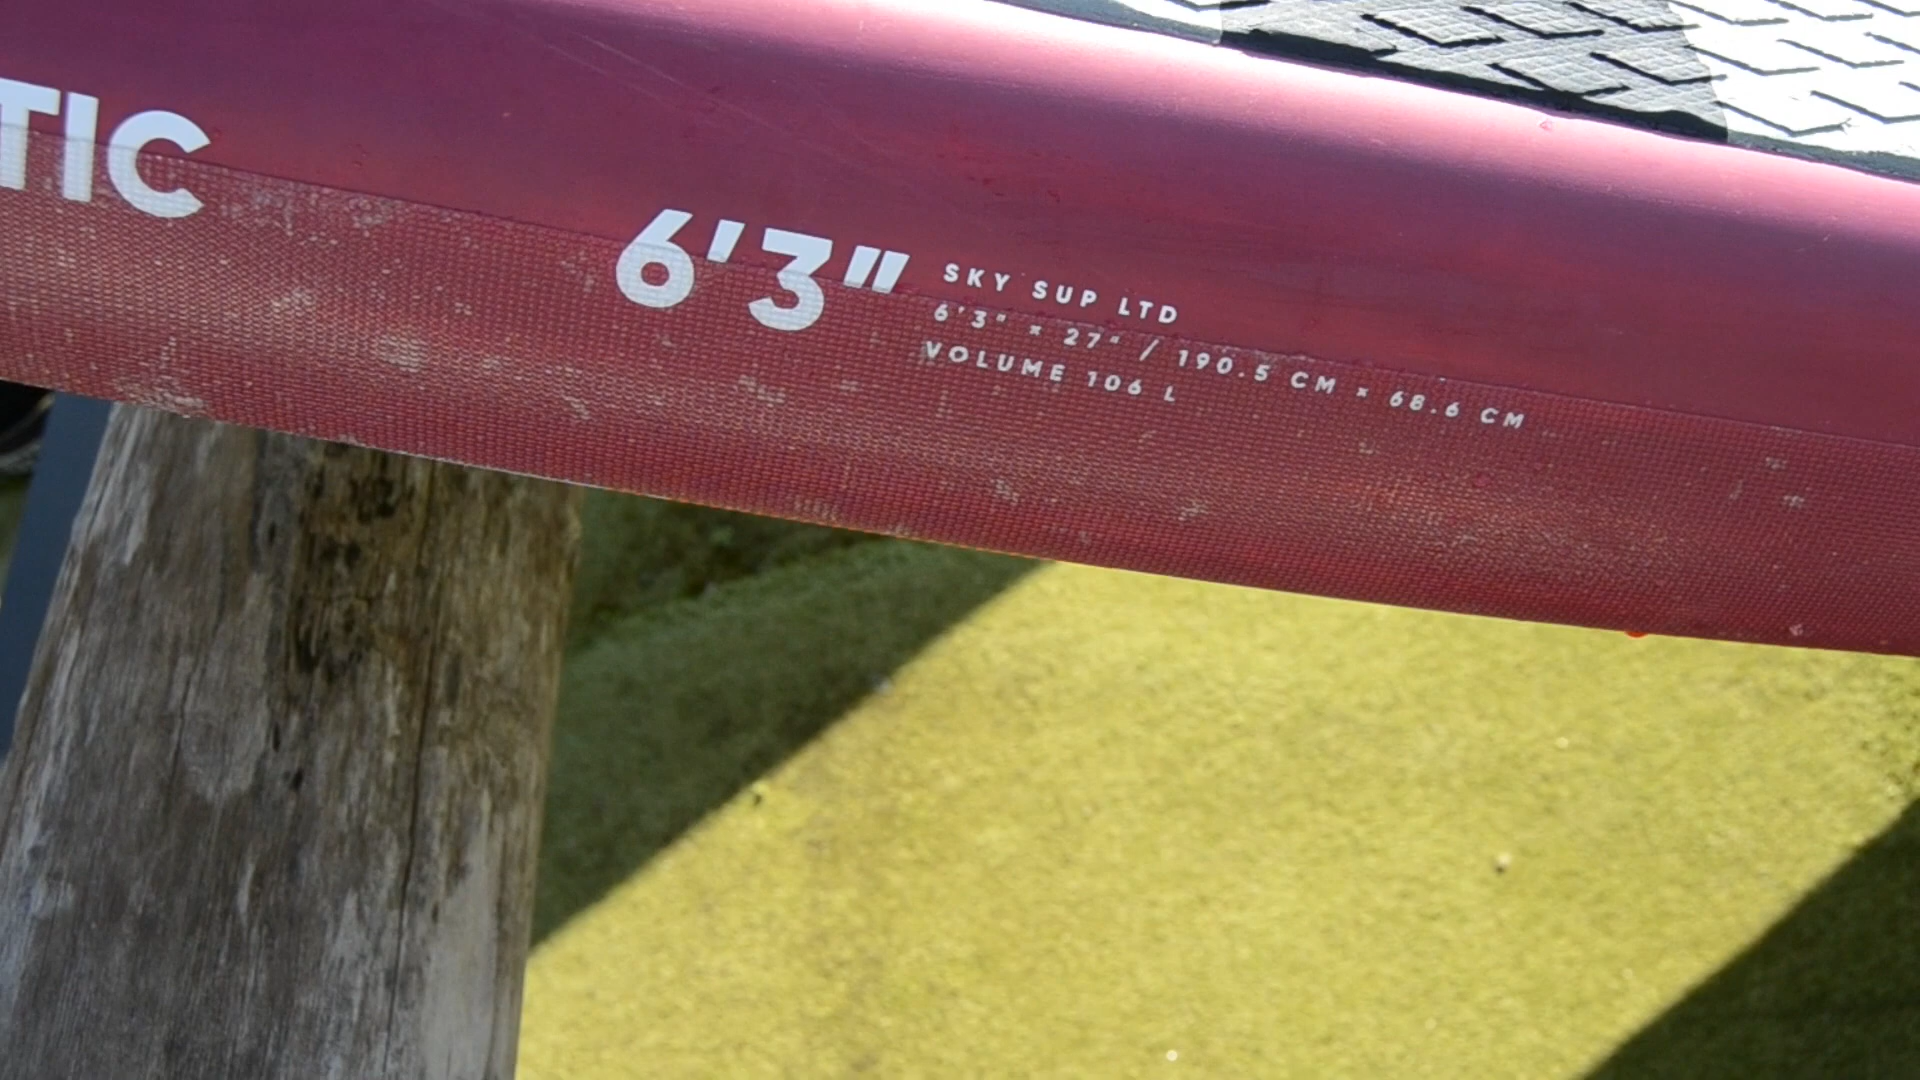 TIC
6'3"
SKY SUP LTD
6'3" × 27" / 190.5 CM × 68.6 CM
VOLUME 106 L